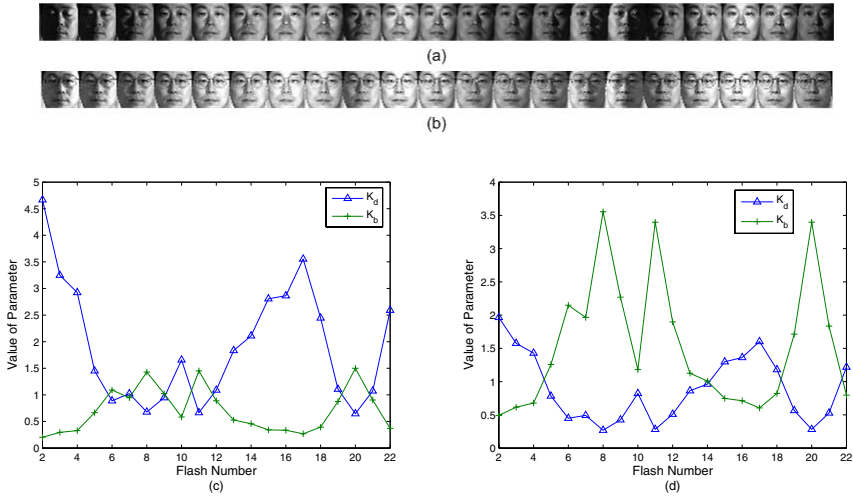 (a)
(b)
5
4.5
4
3.5
3
2.5
2
1.5
1
0.5
0
Value of Parameter
K_d
K_b
2 4 6 8 10 12 14 16 18 20 22
Flash Number
(c)
4
3.5
3
2.5
2
1.5
1
0.5
0
Value of Parameter
K_d
K_b
2 4 6 8 10 12 14 16 18 20 22
Flash Number
(d)